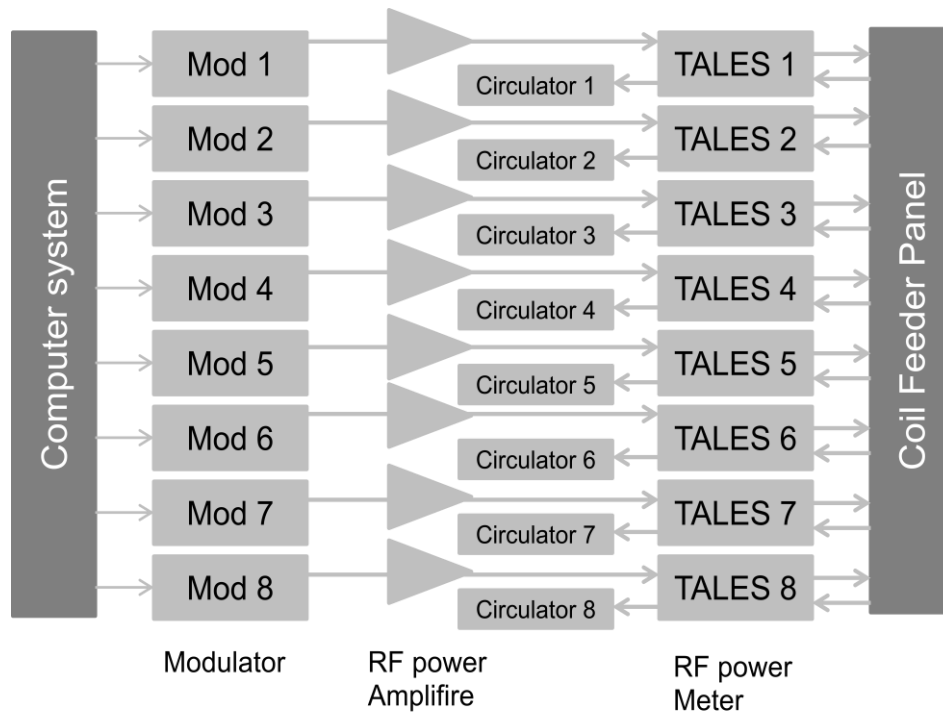 Computer system
Mod 1
Circulator 1
TALES 1
Mod 2
Circulator 2
TALES 2
Mod 3
Circulator 3
TALES 3
Mod 4
Circulator 4
TALES 4
Mod 5
Circulator 5
TALES 5
Mod 6
Circulator 6
TALES 6
Mod 7
Circulator 7
TALES 7
Mod 8
Circulator 8
TALES 8
Coil Feeder Panel
Modulator
RF power
Amplifire
RF power
Meter